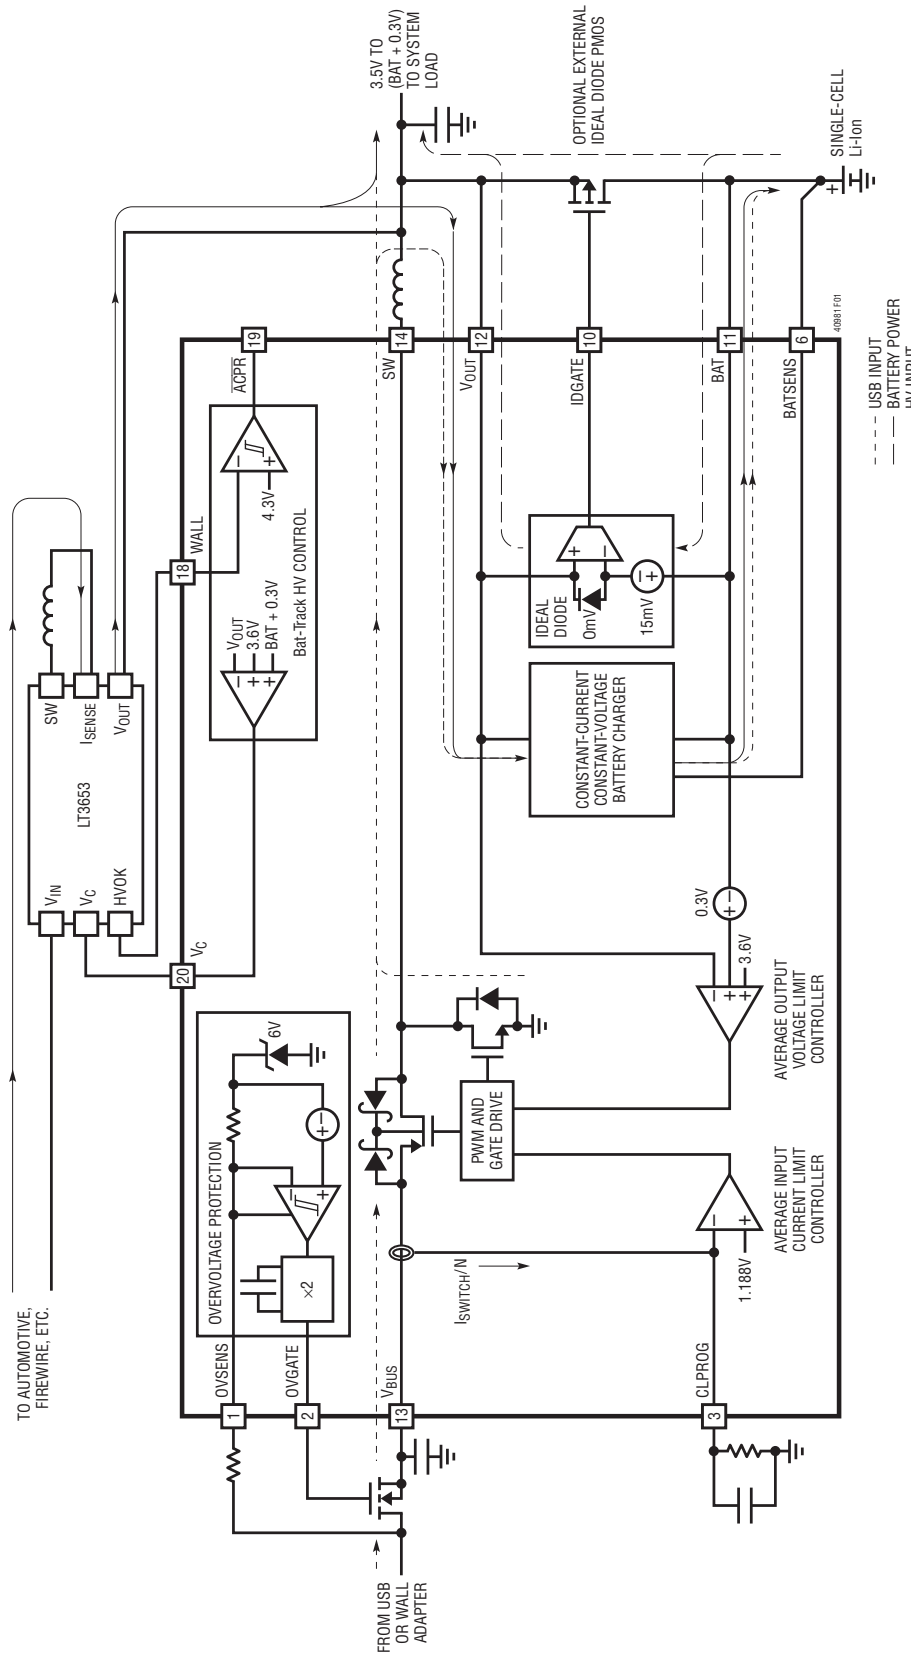 TO AUTOMOTIVE,
FIREWIRE, ETC.
VIN
VC
HVOK
LT3653
SW
ISENSE
VOUT
FROM USB
OR WALL
ADAPTER
1
OVSENS
2
OVGATE
13
VBUS
3
CLPROG
OVERVOLTAGE PROTECTION
×2
6V
+
−
+ −
20
VC
18
WALL
VOUT
3.6V
BAT + 0.3V
−
+
+
4.3V
−
+
Bat-Track HV CONTROL
ACPR
19
SW
14
3.5V TO
(BAT + 0.3V)
TO SYSTEM
LOAD
ISWITCH/N
PWM AND
GATE DRIVE
−
+
1.188V
AVERAGE INPUT
CURRENT LIMIT
CONTROLLER
−
+
+
3.6V
0.3V
+ −
AVERAGE OUTPUT
VOLTAGE LIMIT
CONTROLLER
CONSTANT-CURRENT
CONSTANT-VOLTAGE
BATTERY CHARGER
IDEAL
DIODE
0mV
15mV
+
−
− +
VOUT
12
IDGATE
10
BAT
11
BATSENS
6
OPTIONAL EXTERNAL
IDEAL DIODE PMOS
+
SINGLE-CELL
Li-Ion
40981 F01
USB INPUT
BATTERY POWER
HV INPUT